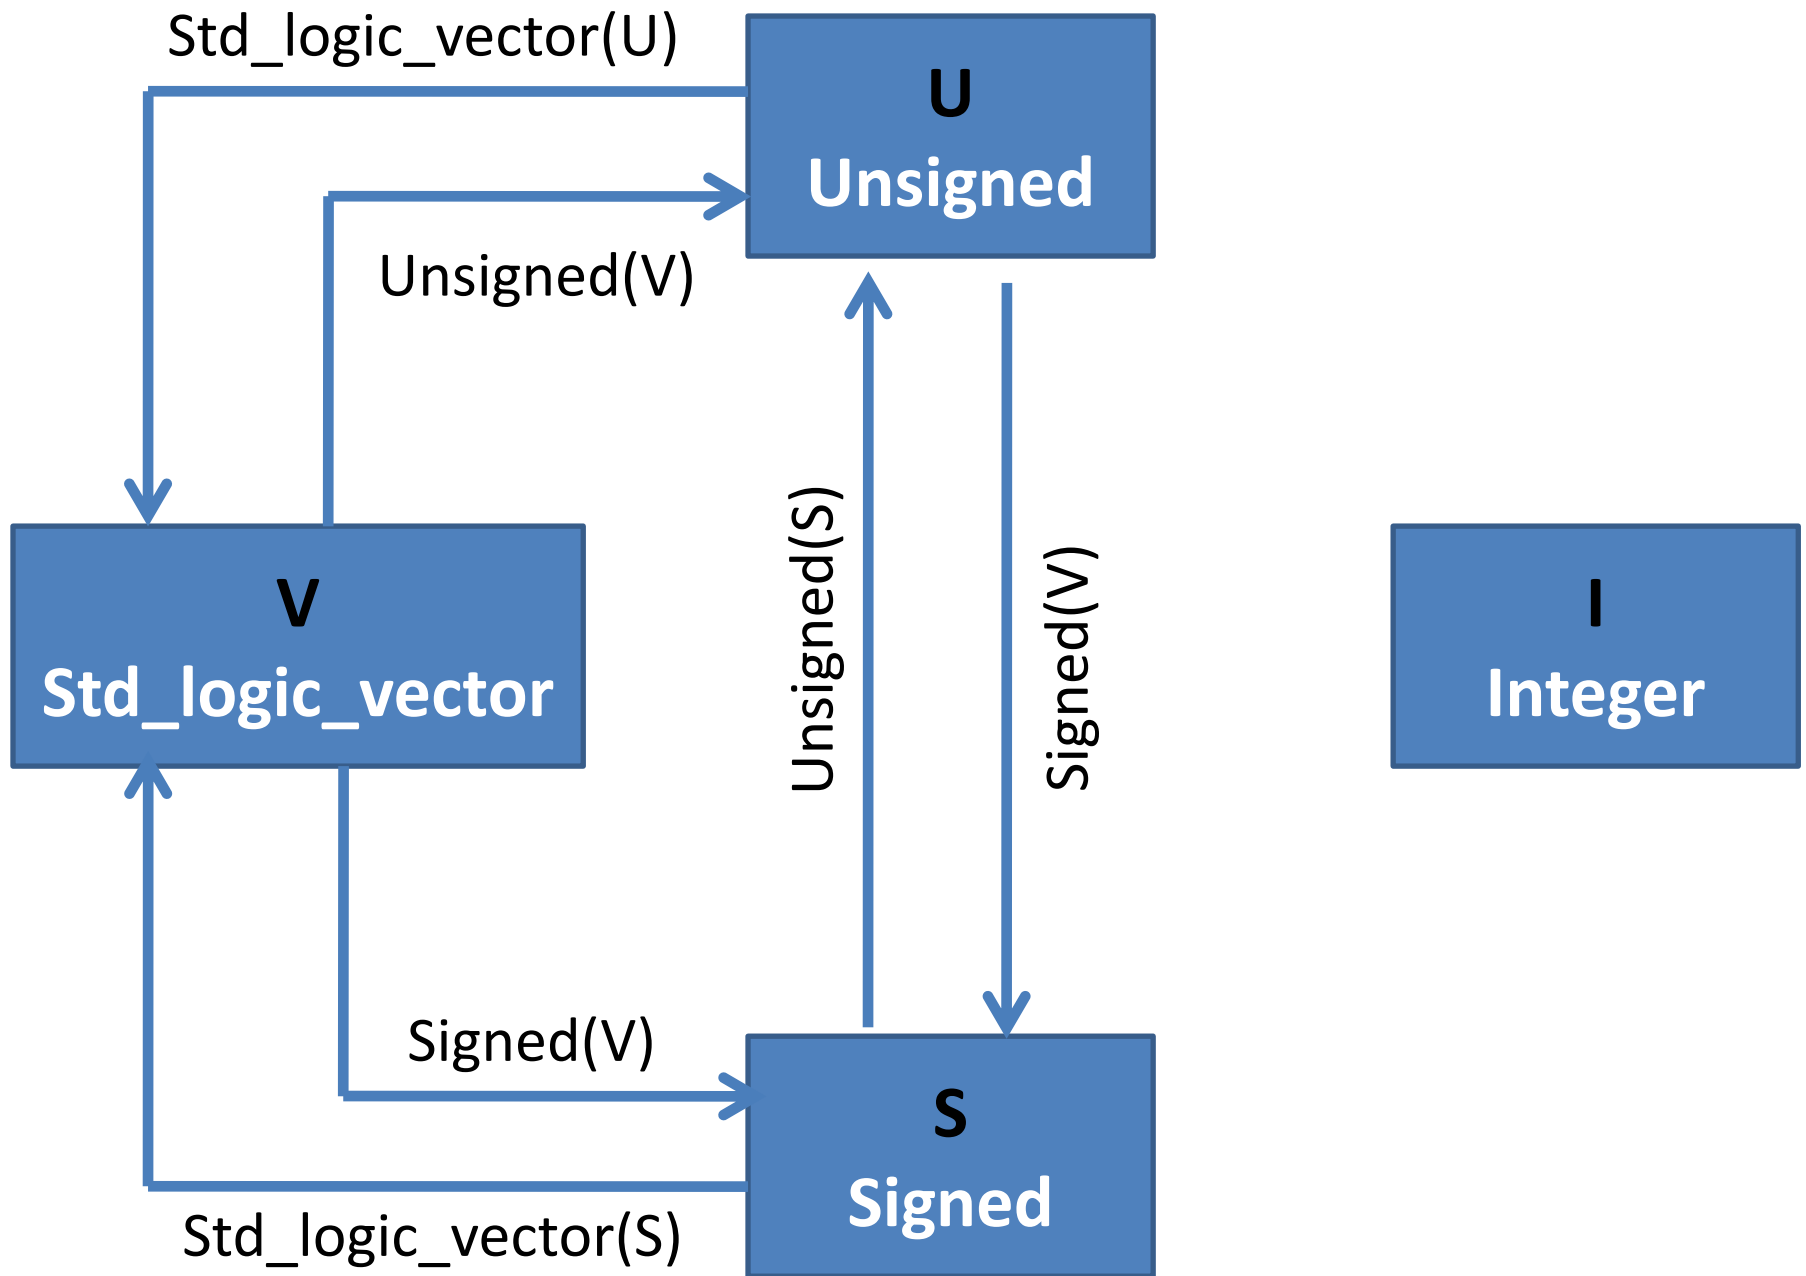 Std_logic_vector(U)
U
Unsigned
Unsigned(V)
Unsigned(S)
Signed(V)
V
Std_logic_vector
I
Integer
Signed(V)
S
Signed
Std_logic_vector(S)